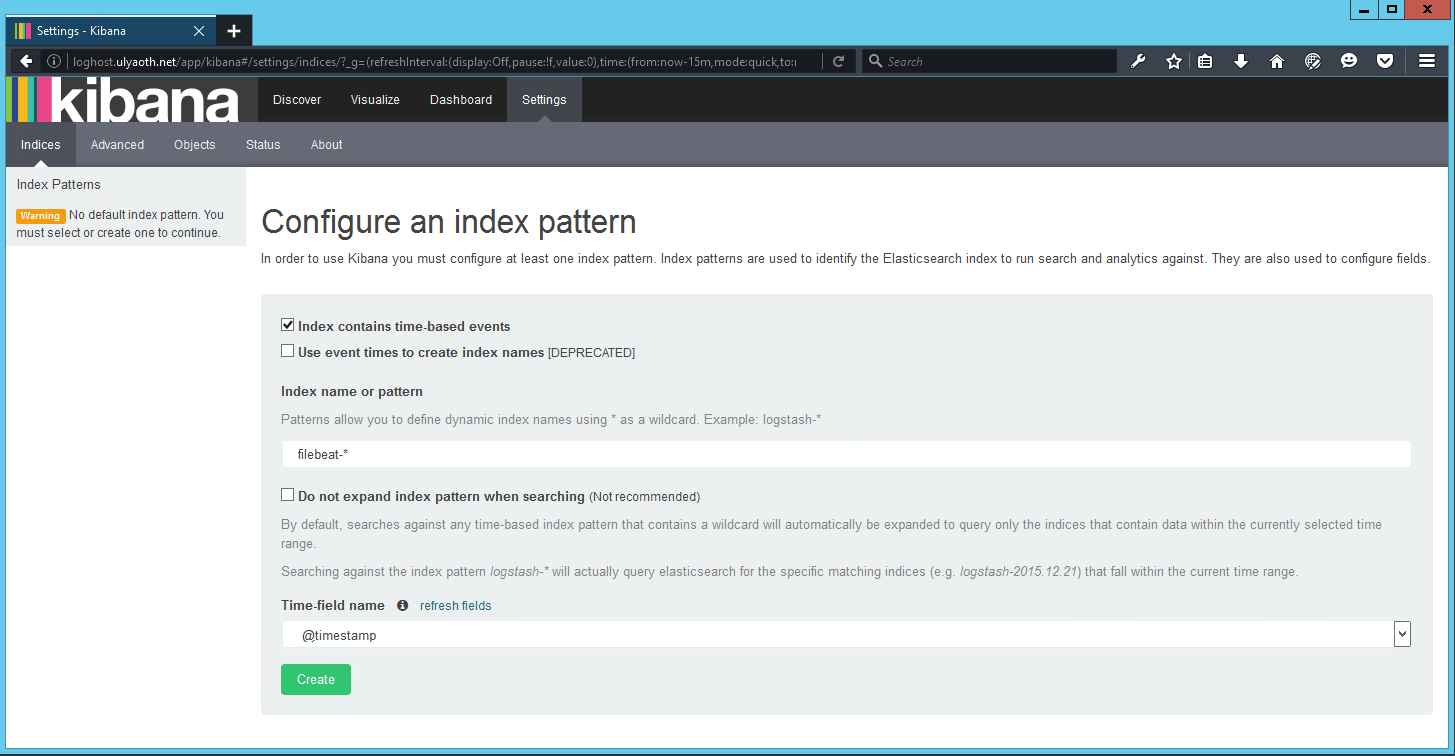 Settings - Kibana
loghost.ulyaoth.net/app/kibana#/settings/indices/?_g=(refreshInterval:(display:Off,pause:!f,value:0),time:(from:now-15m,mode:quick,to:r
Search
kibana
Discover
Visualize
Dashboard
Settings
Indices
Advanced
Objects
Status
About
Index Patterns
Warning No default index pattern. You
must select or create one to continue.
Configure an index pattern
In order to use Kibana you must configure at least one index pattern. Index patterns are used to identify the Elasticsearch index to run search and analytics against. They are also used to configure fields.
Index contains time-based events
Use event times to create index names [DEPRECATED]
Index name or pattern
Patterns allow you to define dynamic index names using * as a wildcard. Example: logstash-*
filebeat-*
Do not expand index pattern when searching (Not recommended)
By default, searches against any time-based index pattern that contains a wildcard will automatically be expanded to query only the indices that contain data within the currently selected time
range.
Searching against the index pattern logstash-* will actually query elasticsearch for the specific matching indices (e.g. logstash-2015.12.21) that fall within the current time range.
Time-field name refresh fields
@timestamp
Create